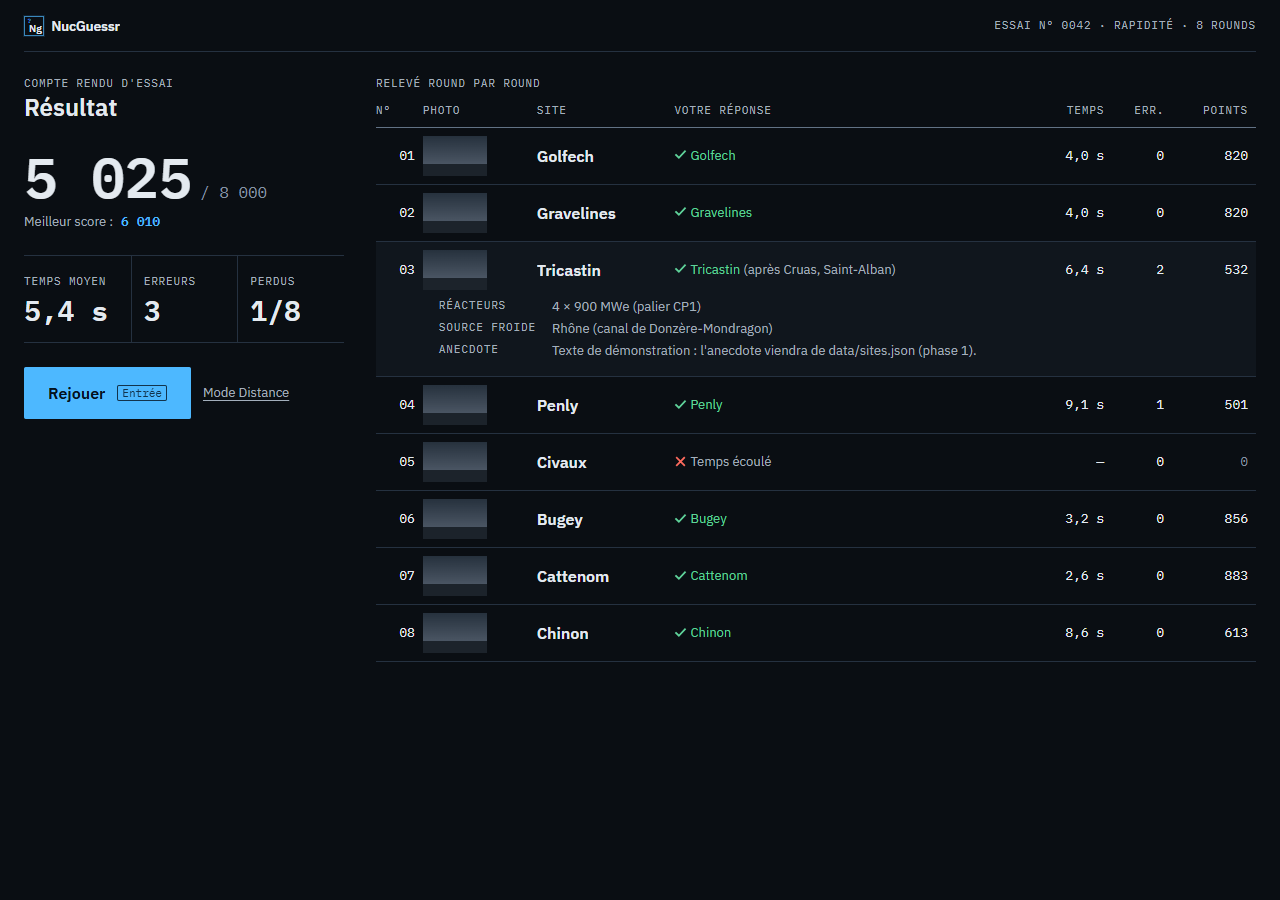 Ng NucGuessr
ESSAI N° 0042 · RAPIDITÉ · 8 ROUNDS
COMPTE RENDU D'ESSAI
Résultat
5 025 / 8 000
Meilleur score : 6 010
TEMPS MOYEN ERREURS PERDUS
5,4 s 3 1/8
Rejouer Entrée Mode Distance
RELEVÉ ROUND PAR ROUND
N° PHOTO SITE VOTRE RÉPONSE TEMPS ERR. POINTS
01 Golfech Golfech 4,0 s 0 820
02 Gravelines Gravelines 4,0 s 0 820
03 Tricastin Tricastin (après Cruas, Saint-Alban) 6,4 s 2 532
RÉACTEURS 4 × 900 MWe (palier CP1)
SOURCE FROIDE Rhône (canal de Donzère-Mondragon)
ANECDOTE Texte de démonstration : l'anecdote viendra de data/sites.json (phase 1).
04 Penly Penly 9,1 s 1 501
05 Civaux Temps écoulé — 0 0
06 Bugey Bugey 3,2 s 0 856
07 Cattenom Cattenom 2,6 s 0 883
08 Chinon Chinon 8,6 s 0 613